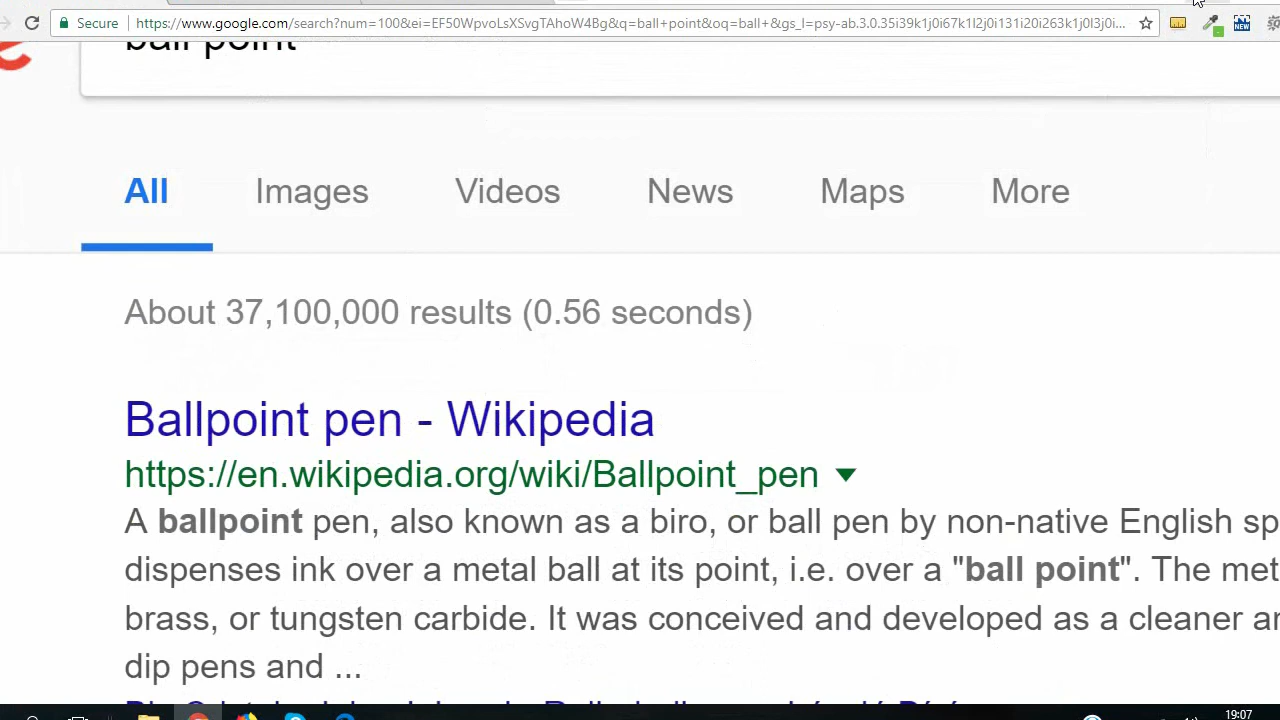 Secure https://www.google.com/search?num=100&ei=EF50WpvoLsXSvgTAhoW4Bg&q=ball+point&oq=ball+&gs_l=psy-ab.3.0.35i39k1j0i67k1l2j0i131i20i263k1j0l3j0i...
NEW
ball point
All Images Videos News Maps More
About 37,100,000 results (0.56 seconds)
Ballpoint pen - Wikipedia
https://en.wikipedia.org/wiki/Ballpoint_pen
A ballpoint pen, also known as a biro, or ball pen by non-native English sp
dispenses ink over a metal ball at its point, i.e. over a "ball point". The met
brass, or tungsten carbide. It was conceived and developed as a cleaner a
dip pens and ...
19:07